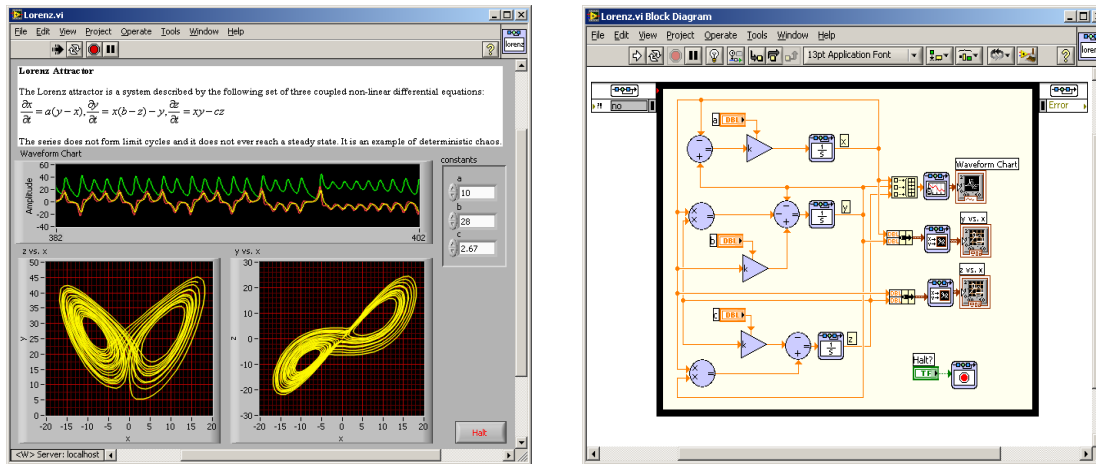 Lorenz.vi
File Edit View Project Operate Tools Window Help
?
lorenz
Lorenz Attractor
The Lorenz attractor is a system described by the following set of three coupled non-linear differential equations:
∂x/∂t = a(y − x), ∂y/∂t = x(b − z) − y, ∂z/∂t = xy − cz
The series does not form limit cycles and it does not ever reach a steady state. It is an example of deterministic chaos.
Waveform Chart
Amplitude
60
40
20
0
-20
-40
382 402
constants
a
10
b
28
c
2.67
z vs. x
50
45
40
35
30
25
20
15
10
5
0
y
-20 -15 -10 -5 0 5 10 15 20
x
y vs. x
30
20
10
0
-10
-20
-30
z
-20 -15 -10 -5 0 5 10 15 20
x
Halt
<W> Server: localhost
Lorenz.vi Block Diagram
File Edit View Project Operate Tools Window Help
13pt Application Font
?
lorenz
?! no
Error
a DBL
k
1/s
x
Waveform Chart
y
1/s
y vs. x
b DBL
k
z vs. x
c DBL
k
1/s
z
Halt?
TF